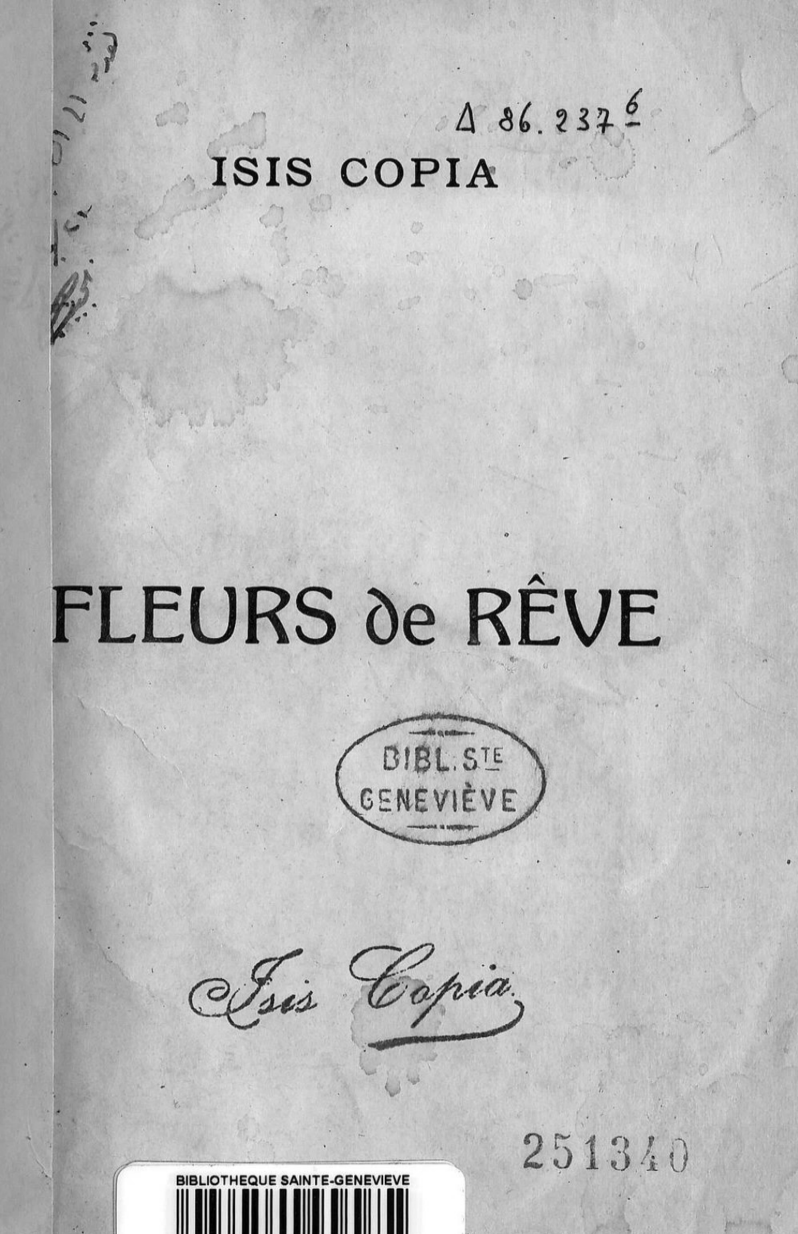 Δ 86.237 6
ISIS COPIA
FLEURS de RÊVE
BIBL. STE
GENEVIÈVE
Isis Copia
251340
BIBLIOTHEQUE SAINTE-GENEVIEVE